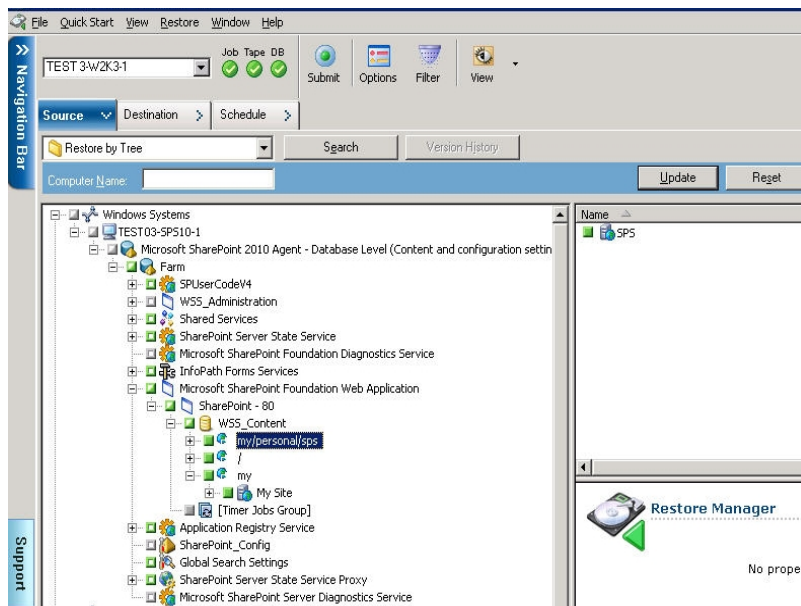 File Quick Start View Restore Window Help
Navigation Bar
TEST 3-W2K3-1
Job Tape DB
Submit Options Filter View
Source Destination Schedule
Restore by Tree Search Version History
Computer Name: Update Reset
Windows Systems
TEST03-SPS10-1
Microsoft SharePoint 2010 Agent - Database Level (Content and configuration settin
Farm
SPUserCodeV4
WSS_Administration
Shared Services
SharePoint Server State Service
Microsoft SharePoint Foundation Diagnostics Service
InfoPath Forms Services
Microsoft SharePoint Foundation Web Application
SharePoint - 80
WSS_Content
my/personal/sps
/
my
My Site
[Timer Jobs Group]
Application Registry Service
SharePoint_Config
Global Search Settings
SharePoint Server State Service Proxy
Microsoft SharePoint Server Diagnostics Service
Name
SPS
Restore Manager
No prope
Support